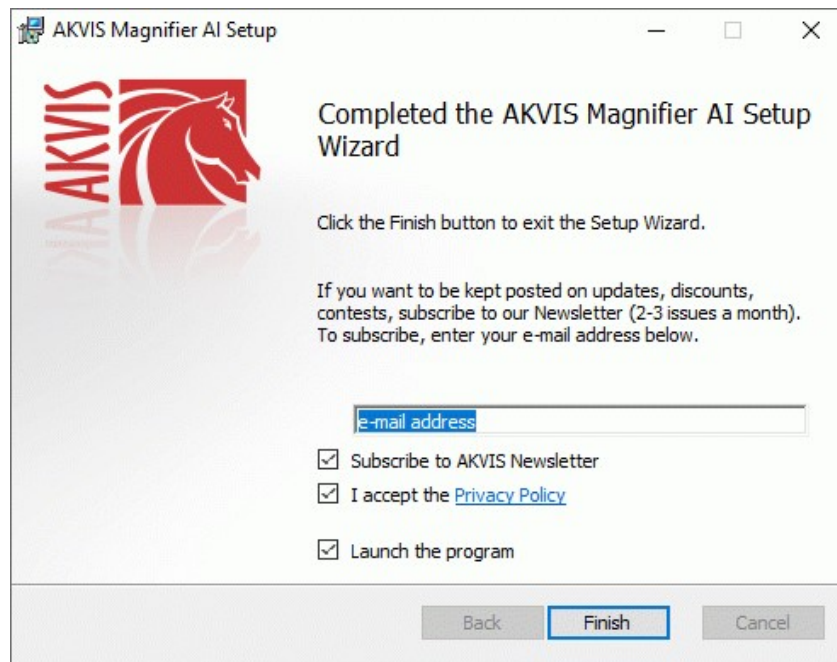 AKVIS Magnifier AI Setup
AKVIS
Completed the AKVIS Magnifier AI Setup
Wizard
Click the Finish button to exit the Setup Wizard.
If you want to be kept posted on updates, discounts,
contests, subscribe to our Newsletter (2-3 issues a month).
To subscribe, enter your e-mail address below.
e-mail address
Subscribe to AKVIS Newsletter
I accept the Privacy Policy
Launch the program
Back Finish Cancel